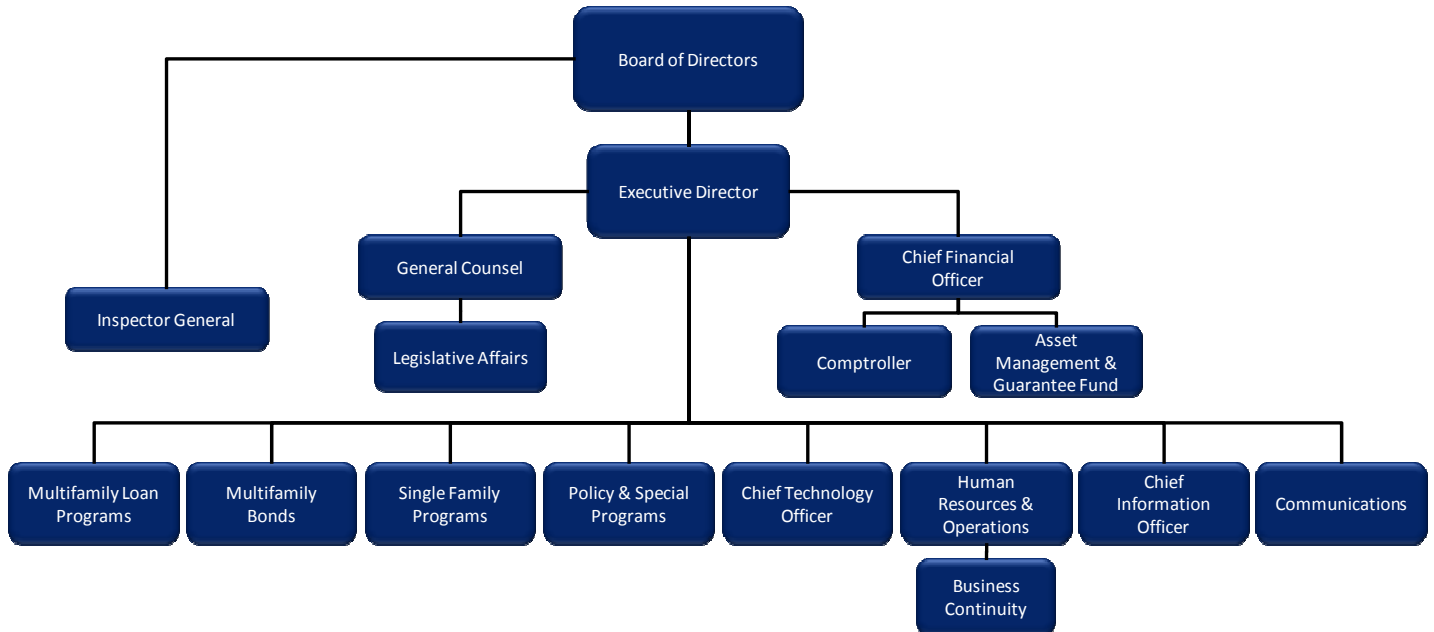 Board of Directors
Executive Director
General Counsel
Chief Financial
Officer
Inspector General
Legislative Affairs
Comptroller
Asset
Management &
Guarantee Fund
Multifamily Loan
Programs
Multifamily
Bonds
Single Family
Programs
Policy & Special
Programs
Chief Technology
Officer
Human
Resources &
Operations
Chief
Information
Officer
Communications
Business
Continuity